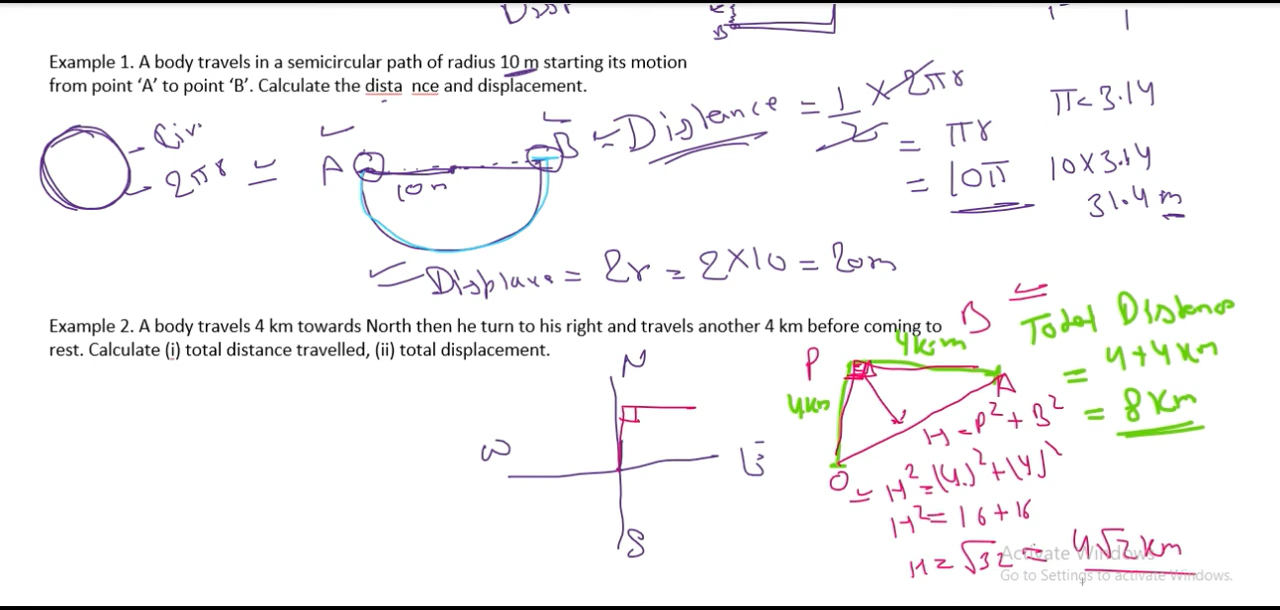 Example 1. A body travels in a semicircular path of radius 10 m starting its motion
from point ‘A’ to point ‘B’. Calculate the dista nce and displacement.
Cir.
2πr
A
B
10m
Distance = 1/2 × 2πr
= πr
= 10π
π = 3.14
10×3.14
31.4 m
= 2r = 2×10 = 20m
Example 2. A body travels 4 km towards North then he turn to his right and travels another 4 km before coming to
rest. Calculate (i) total distance travelled, (ii) total displacement.
N
W
E
S
B
P
4km
A
4km
O
Total Distance
= 4+4 km
= 8 km
H = P² + B²
H² = (4)² + (4)²
H² = 16 + 16
H = √32 = 4√2 km
Activate Windows
Go to Settings to activate Windows.